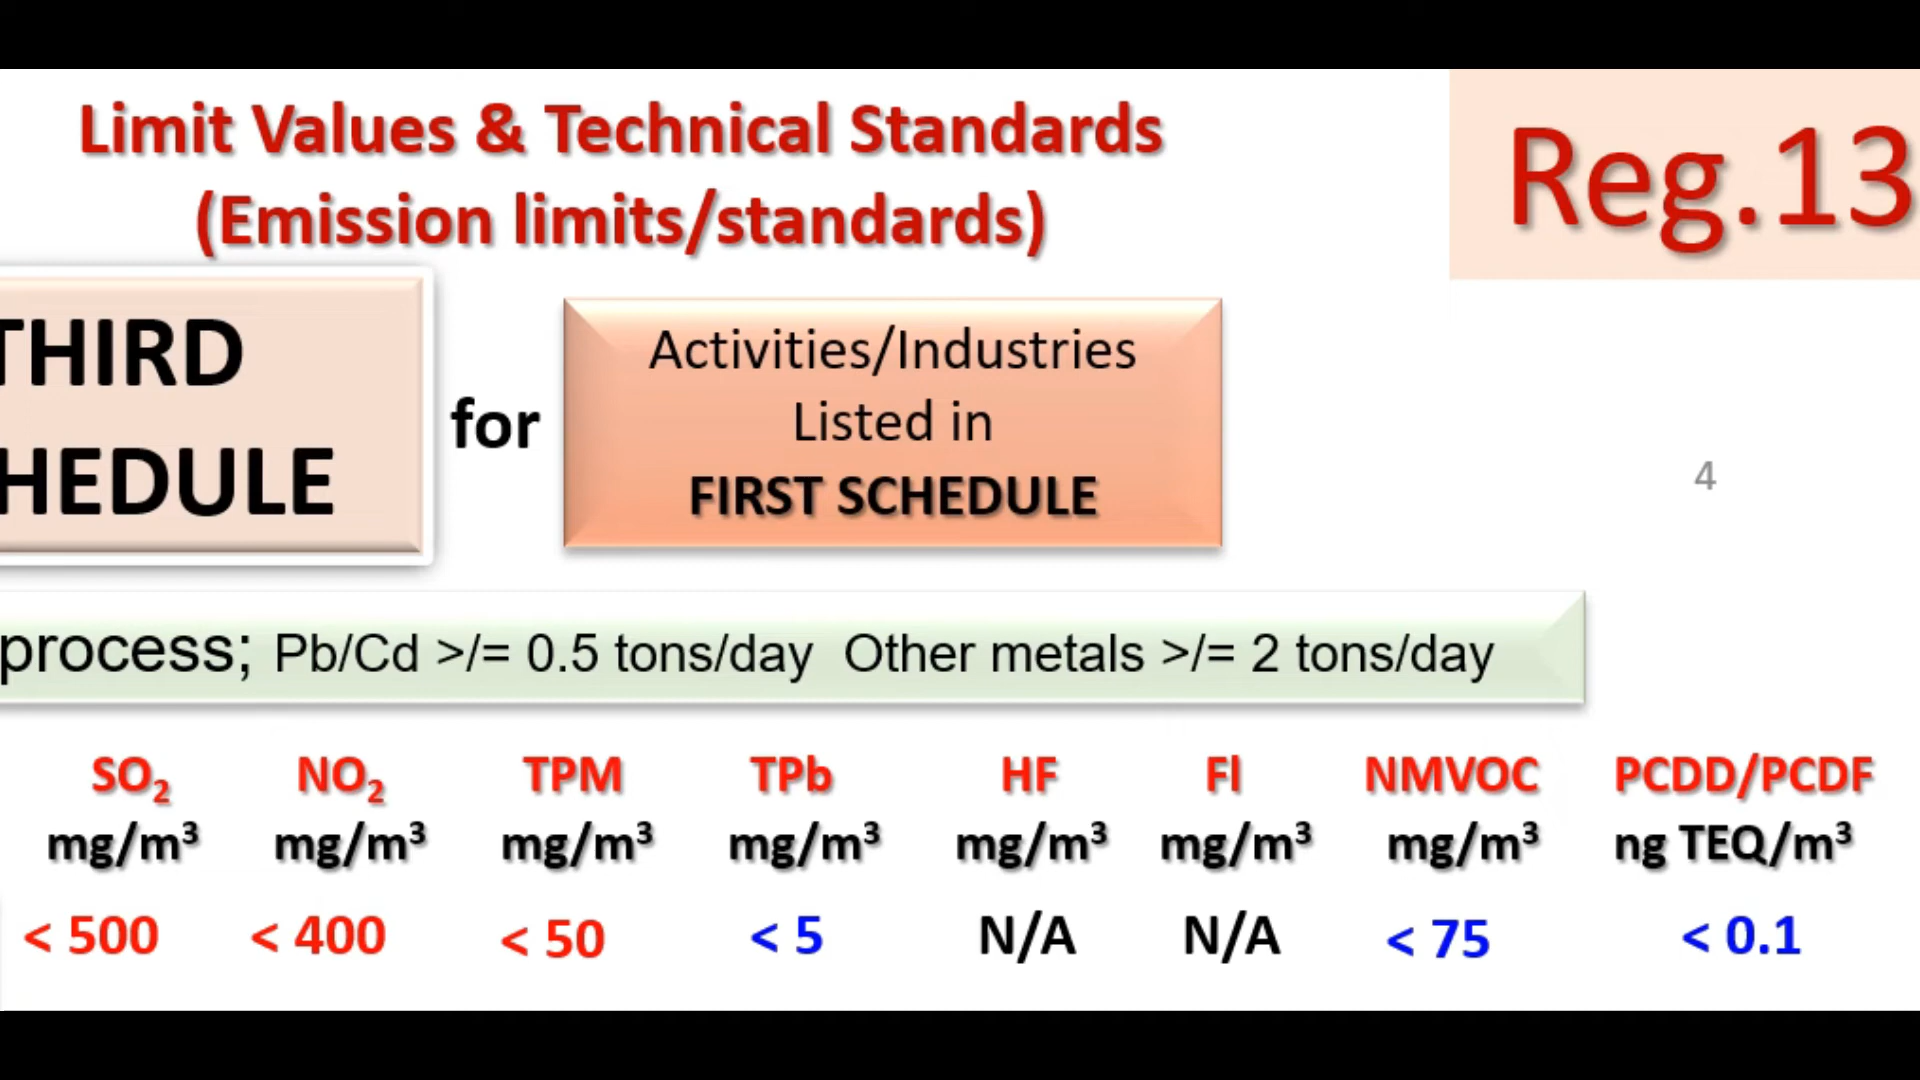 Limit Values & Technical Standards
(Emission limits/standards)
Reg.13
THIRD
HEDULE
for
Activities/Industries
Listed in
FIRST SCHEDULE
4
process; Pb/Cd >/= 0.5 tons/day Other metals >/= 2 tons/day
SO₂ NO₂ TPM TPb HF Fl NMVOC PCDD/PCDF
mg/m³ mg/m³ mg/m³ mg/m³ mg/m³ mg/m³ mg/m³ ng TEQ/m³
< 500 < 400 < 50 < 5 N/A N/A < 75 < 0.1